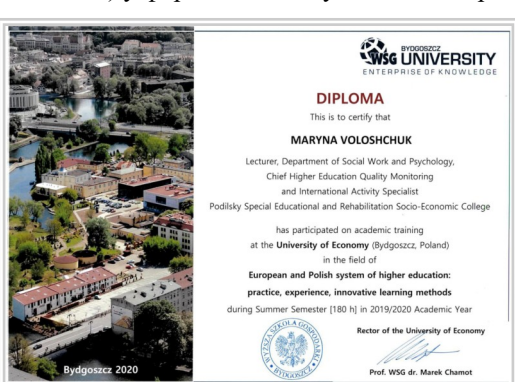 BYDGOSZCZ
WSG UNIVERSITY
ENTERPRISE OF KNOWLEDGE
DIPLOMA
This is to certify that
MARYNA VOLOSHCHUK
Lecturer, Department of Social Work and Psychology,
Chief Higher Education Quality Monitoring
and International Activity Specialist
Podilsky Special Educational and Rehabilitation Socio-Economic College
has participated on academic training
at the University of Economy (Bydgoszcz, Poland)
in the field of
European and Polish system of higher education:
practice, experience, innovative learning methods
during Summer Semester [180 h] in 2019/2020 Academic Year
WYŻSZA SZKOŁA GOSPODARKI
BYDGOSZCZ
Rector of the University of Economy
Prof. WSG dr. Marek Chamot
Bydgoszcz 2020